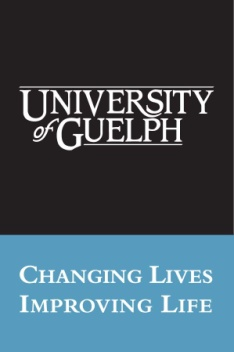 UNIVERSITY
of GUELPH
CHANGING LIVES
IMPROVING LIFE